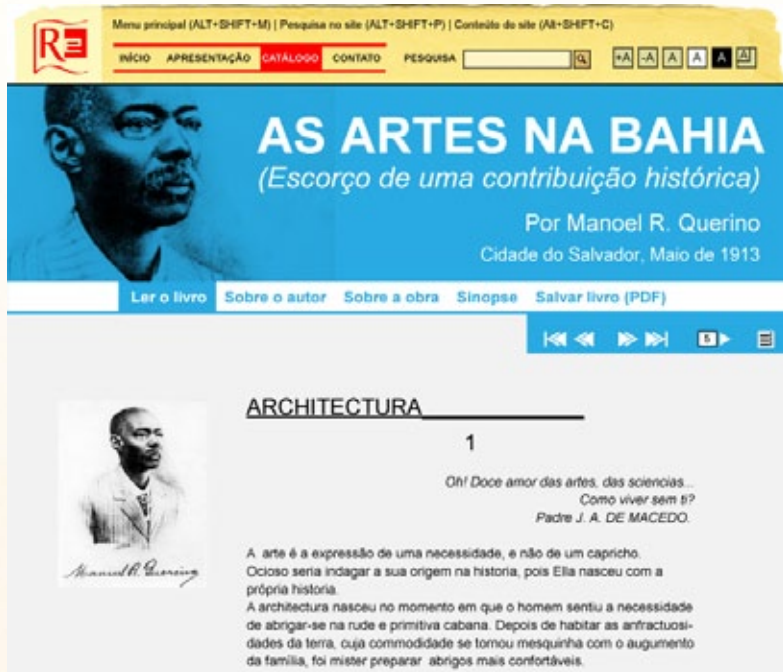 Menu principal (ALT+SHIFT+M) | Pesquisa no site (ALT+SHIFT+P) | Conteúto do site (Alt+SHIFT+C)
R
INÍCIO APRESENTAÇÃO CATÁLOGO CONTATO PESQUISA +A -A A A A A
AS ARTES NA BAHIA
(Escorço de uma contribuição histórica)
Por Manoel R. Querino
Cidade do Salvador, Maio de 1913
Ler o livro Sobre o autor Sobre a obra Sinopse Salvar livro (PDF)
5
ARCHITECTURA
1
Oh! Doce amor das artes, das sciencias...
Como viver sem ti?
Padre J. A. DE MACEDO.
Manuel R. Querino
A arte é a expressão de uma necessidade, e não de um capricho.
Ocioso seria indagar a sua origem na historia, pois Ella nasceu com a
própria historia.
A architectura nasceu no momento em que o homem sentiu a necessidade
de abrigar-se na rude e primitiva cabana. Depois de habitar as anfractuosi-
dades da terra, cuja commodidade se tornou mesquinha com o augumento
da família, foi mister preparar abrigos mais confortáveis.